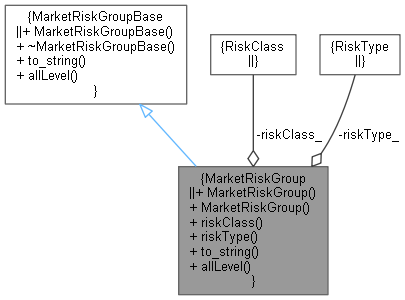 {MarketRiskGroupBase
||+ MarketRiskGroupBase()
+ ~MarketRiskGroupBase()
+ to_string()
+ allLevel()
}
{RiskClass
||}
{RiskType
||}
-riskClass_
-riskType_
{MarketRiskGroup
||+ MarketRiskGroup()
+ MarketRiskGroup()
+ riskClass()
+ riskType()
+ to_string()
+ allLevel()
}